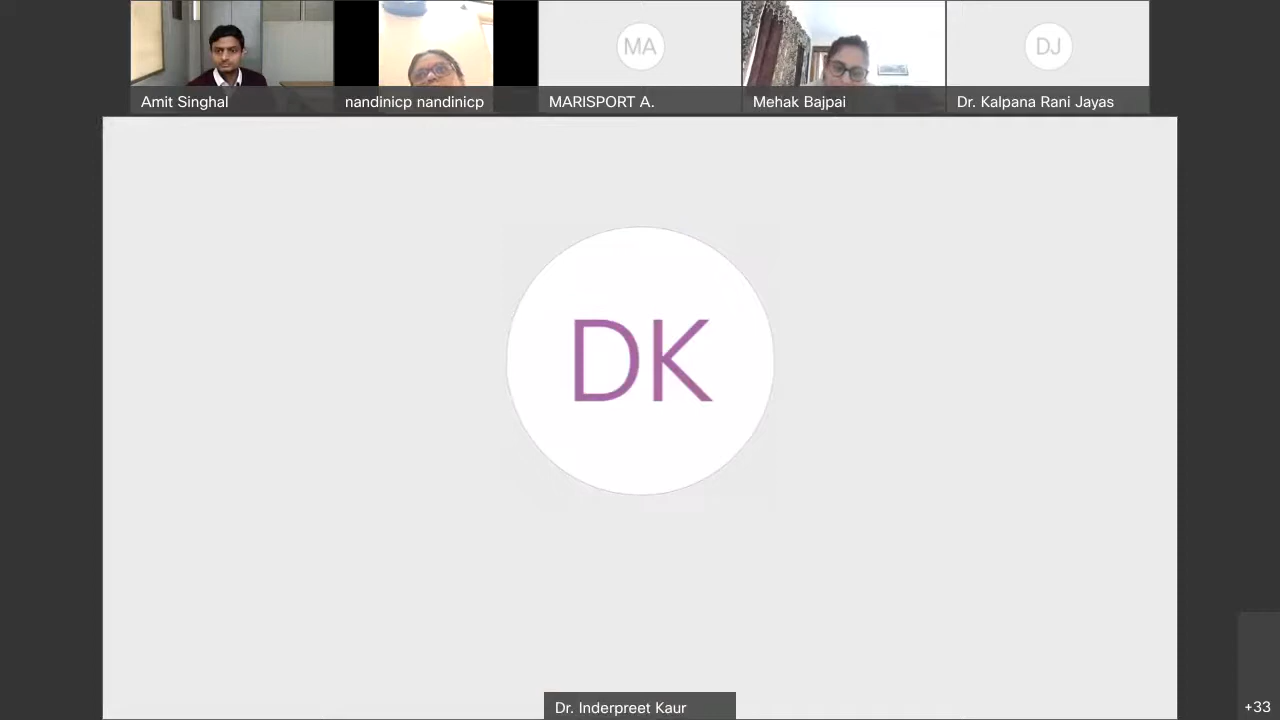 MA
DJ
Amit Singhal
nandinicp nandinicp
MARISPORT A.
Mehak Bajpai
Dr. Kalpana Rani Jayas
DK
Dr. Inderpreet Kaur
+33